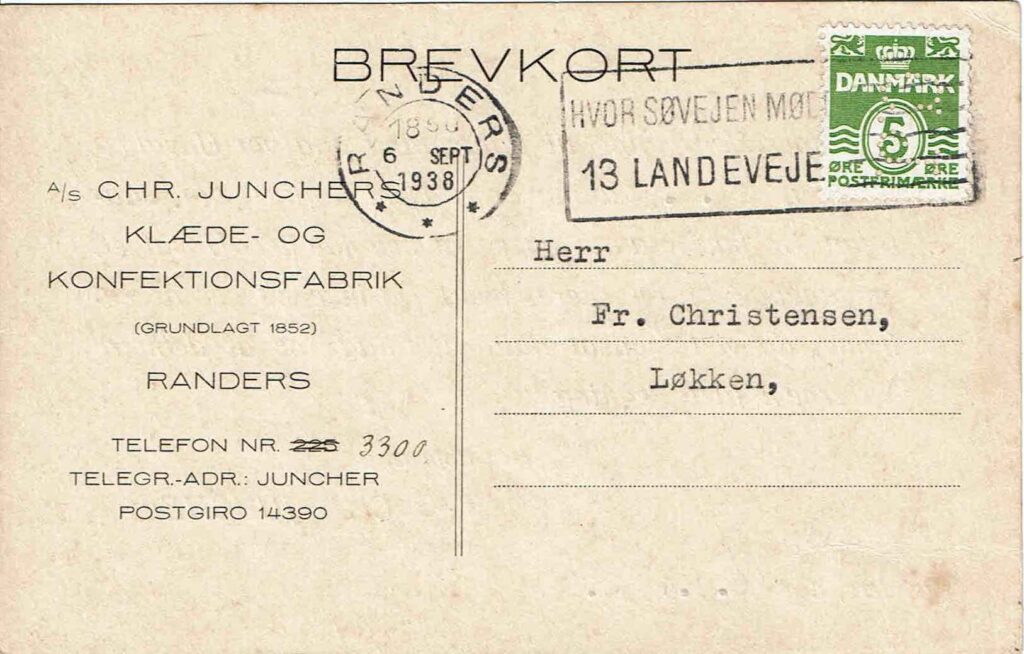 BREVKORT
RANDERS
6 SEPT
1938
HVOR SØVEJEN
13 LANDEVEJE
DANMARK
5
ØRE ØRE
POSTFRIMÆRKE
A/S CHR. JUNCHERS
KLÆDE- OG
KONFEKTIONSFABRIK
(GRUNDLAGT 1852)
RANDERS
TELEFON NR. 225 3300
TELEGR.-ADR.: JUNCHER
POSTGIRO 14390
Herr
Fr. Christensen,
Løkken,